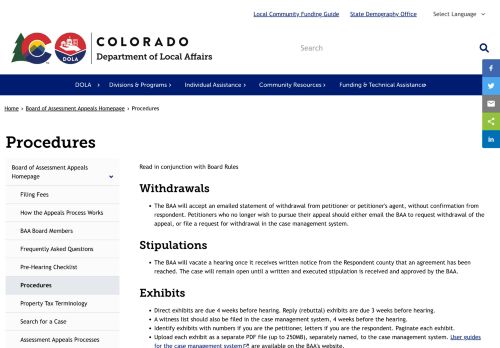 Local Community Funding Guide
State Demography Office
Select Language
COLORADO
Department of Local Affairs
DOLA
Search
DOLA
Divisions & Programs
Individual Assistance
Community Resources
Funding & Technical Assistance
Home › Board of Assessment Appeals Homepage › Procedures
Procedures
Board of Assessment Appeals
Homepage
Filing Fees
How the Appeals Process Works
BAA Board Members
Frequently Asked Questions
Pre-Hearing Checklist
Procedures
Property Tax Terminology
Search for a Case
Assessment Appeals Processes
Read in conjunction with Board Rules
Withdrawals
• The BAA will accept an emailed statement of withdrawal from petitioner or petitioner's agent, without confirmation from
respondent. Petitioners who no longer wish to pursue their appeal should either email the BAA to request withdrawal of the
appeal, or file a request for withdrawal in the case management system.
Stipulations
• The BAA will vacate a hearing once it receives written notice from the Respondent county that an agreement has been
reached. The case will remain open until a written and executed stipulation is received and approved by the BAA.
Exhibits
• Direct exhibits are due 4 weeks before hearing. Reply (rebuttal) exhibits are due 3 weeks before hearing.
• A witness list should also be filed in the case management system, 4 weeks before the hearing.
• Identify exhibits with numbers if you are the petitioner, letters if you are the respondent. Paginate each exhibit.
• Upload each exhibit as a separate PDF file (up to 250MB), separately named, to the case management system. User guides
for the case management system are available on the BAA's website.